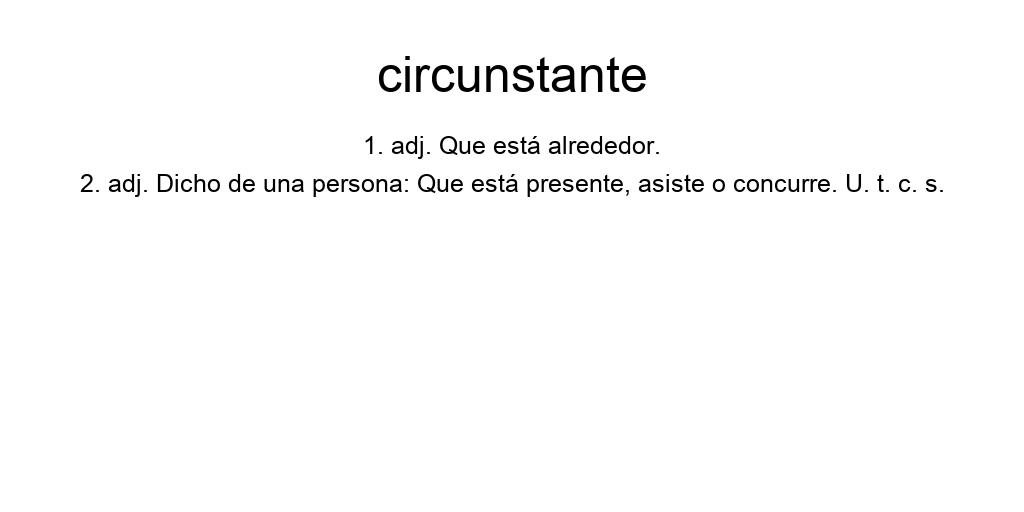 circunstante
1. adj. Que está alrededor.
2. adj. Dicho de una persona: Que está presente, asiste o concurre. U. t. c. s.